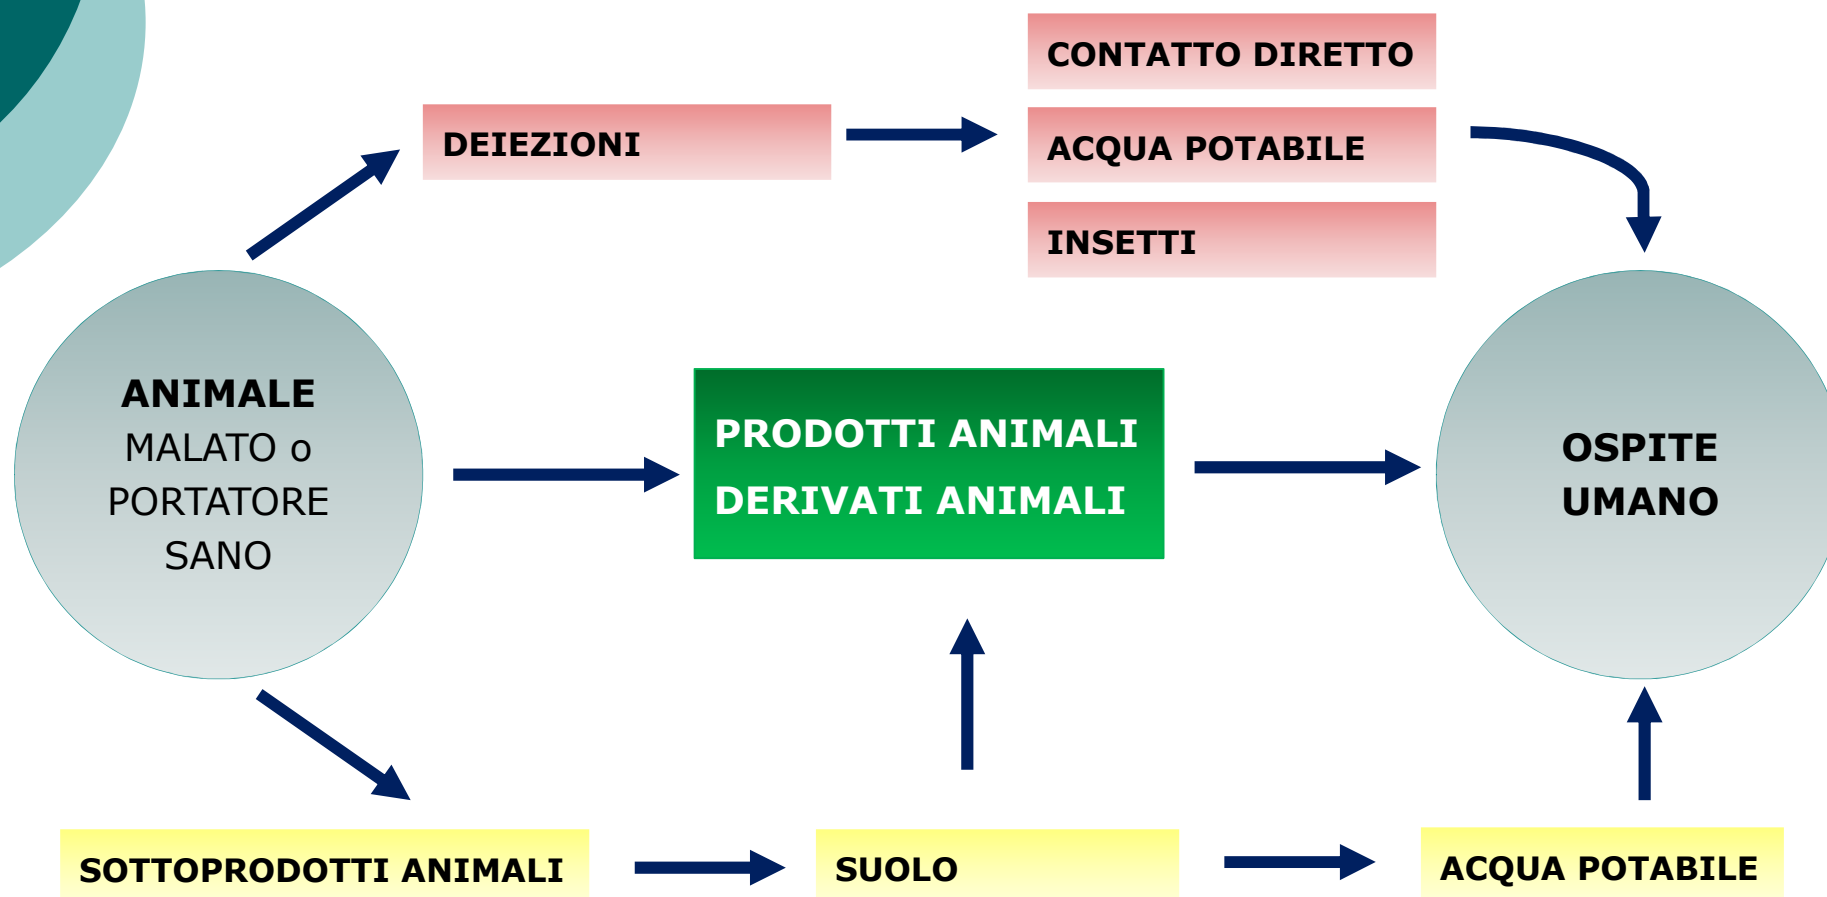 CONTATTO DIRETTO
DEIEZIONI
ACQUA POTABILE
INSETTI
ANIMALE
MALATO o
PORTATORE
SANO
PRODOTTI ANIMALI
DERIVATI ANIMALI
OSPITE
UMANO
SOTTOPRODOTTI ANIMALI
SUOLO
ACQUA POTABILE